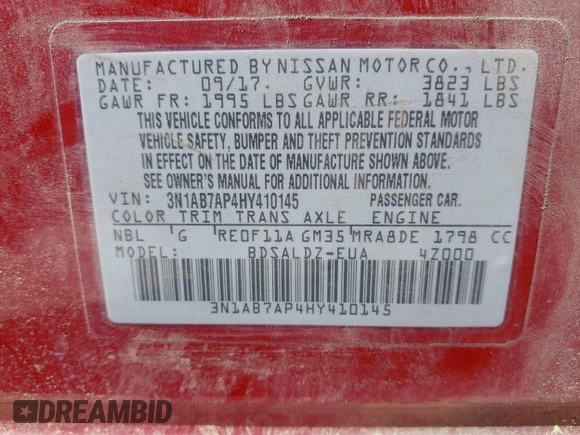 MANUFACTURED BY NISSAN MOTOR CO., LTD.
DATE: 09/17. GVWR: 3823 LBS
GAWR FR: 1995 LBS GAWR RR: 1841 LBS
THIS VEHICLE CONFORMS TO ALL APPLICABLE FEDERAL MOTOR
VEHICLE SAFETY, BUMPER AND THEFT PREVENTION STANDARDS
IN EFFECT ON THE DATE OF MANUFACTURE SHOWN ABOVE.
SEE OWNER'S MANUAL FOR ADDITIONAL INFORMATION.
VIN: 3N1AB7AP4HY410145 PASSENGER CAR.
COLOR TRIM TRANS AXLE ENGINE
NBL G RE0F11A GM35 MRA8DE 1798 CC
MODEL: BDSALDZ-EUA 4Z000
3N1AB7AP4HY410145
DREAMBID